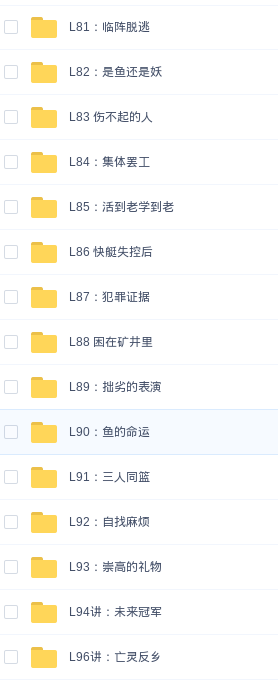 L81：临阵脱逃
L82：是鱼还是妖
L83 伤不起的人
L84：集体罢工
L85：活到老学到老
L86 快艇失控后
L87：犯罪证据
L88 困在矿井里
L89：拙劣的表演
L90：鱼的命运
L91：三人同篮
L92：自找麻烦
L93：崇高的礼物
L94讲：未来冠军
L96讲：亡灵反乡